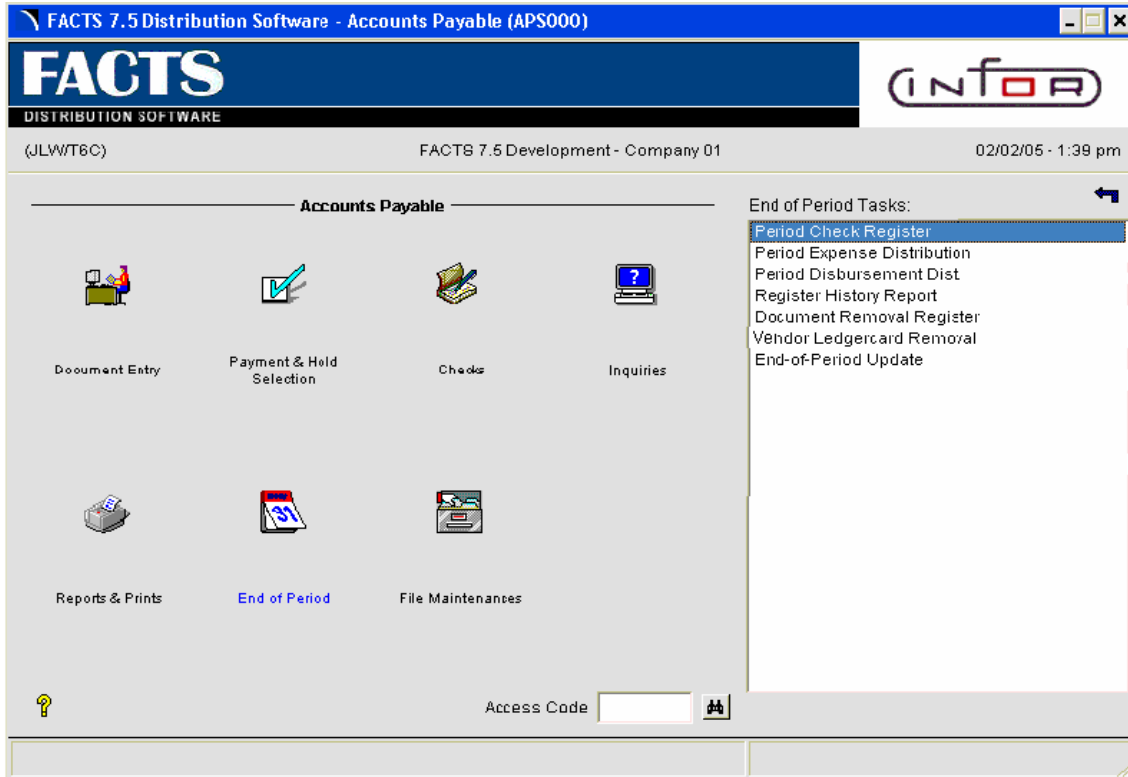 FACTS 7.5 Distribution Software - Accounts Payable (APS000)
FACTS
DISTRIBUTION SOFTWARE
infor
(JLW/T6C)
FACTS 7.5 Development - Company 01
02/02/05 - 1:39 pm
Accounts Payable
Document Entry
Payment & Hold
Selection
Checks
Inquiries
Reports & Prints
31
End of Period
File Maintenances
End of Period Tasks:
Period Check Register
Period Expense Distribution
Period Disbursement Dist.
Register History Report
Document Removal Register
Vendor Ledgercard Removal
End-of-Period Update
Access Code